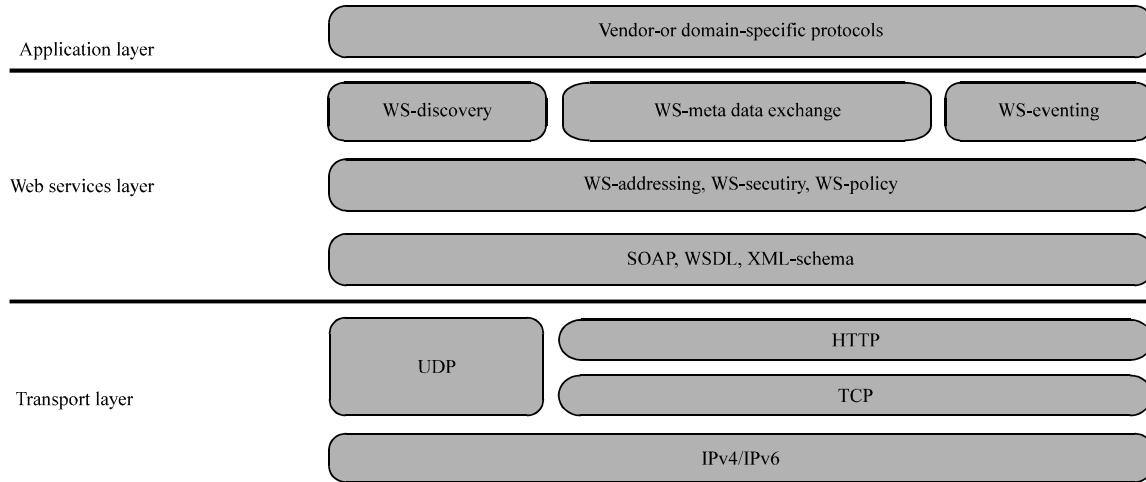 Application layer
Vendor-or domain-specific protocols
WS-discovery
WS-meta data exchange
WS-eventing
Web services layer
WS-addressing, WS-secutiry, WS-policy
SOAP, WSDL, XML-schema
UDP
HTTP
Transport layer
TCP
IPv4/IPv6